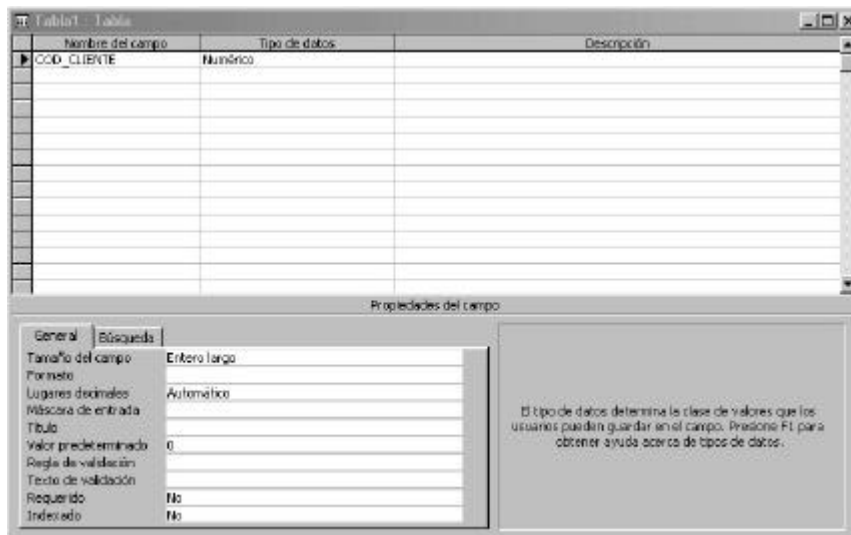 Tabla1 : Tabla
Nombre del campo Tipo de datos Descripción
COD_CLIENTE Numérico
Propiedades del campo
General Búsqueda
Tamaño del campo Entero largo
Formato
Lugares decimales Automático
Máscara de entrada
Título
Valor predeterminado 0
Regla de validación
Texto de validación
Requerido No
Indexado No
El tipo de datos determina la clase de valores que los
usuarios pueden guardar en el campo. Presione F1 para
obtener ayuda acerca de tipos de datos.